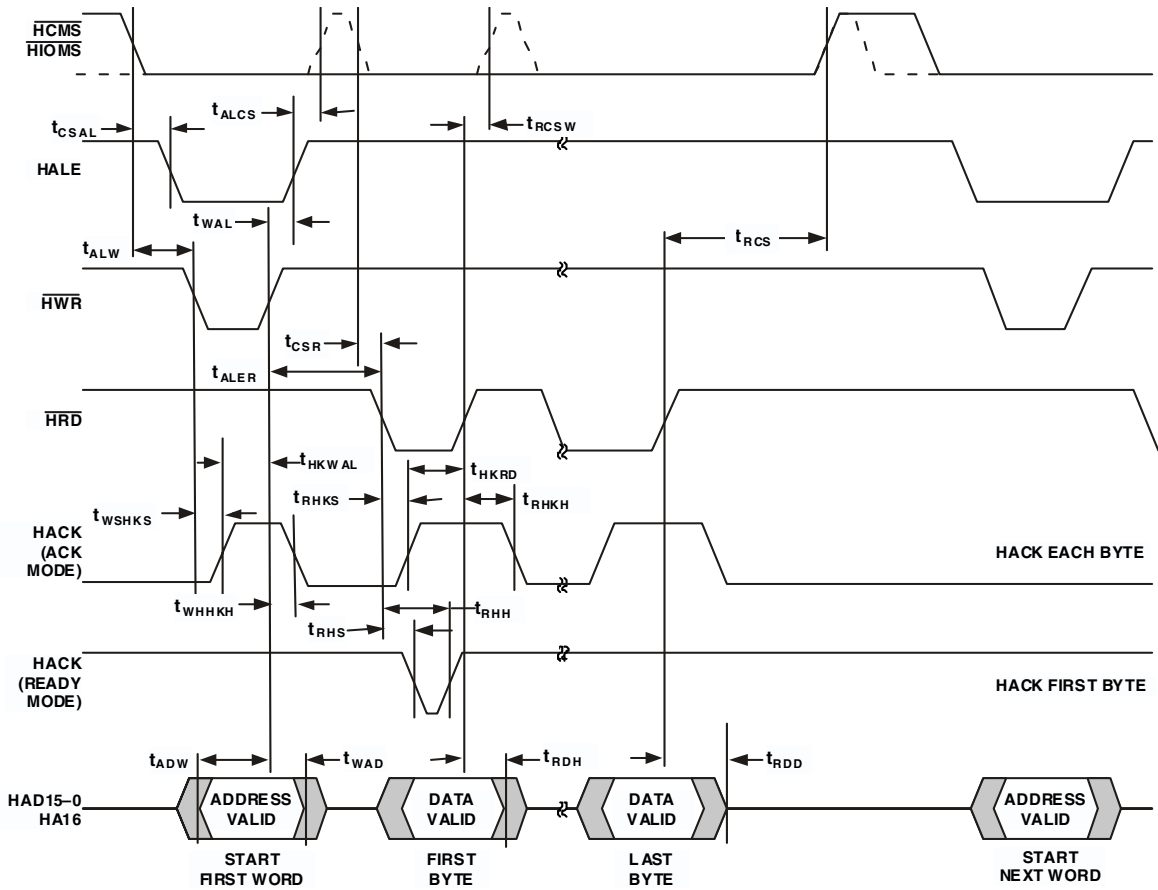 HCMS
HIOMS
tALCS
tCSAL
tRCSW
HALE
tWAL
tRCS
tALW
HWR
tCSR
tALER
HRD
tHKWAL
tHKRD
tRHKS
tRHKH
tWSHKS
HACK
(ACK
MODE)
HACK EACH BYTE
tWHHKH
tRHH
tRHS
HACK
(READY
MODE)
HACK FIRST BYTE
tADW
tWAD
tRDH
tRDD
HAD15–0
HA16
ADDRESS
VALID
DATA
VALID
DATA
VALID
ADDRESS
VALID
START
FIRST WORD
FIRST
BYTE
LAST
BYTE
START
NEXT WORD